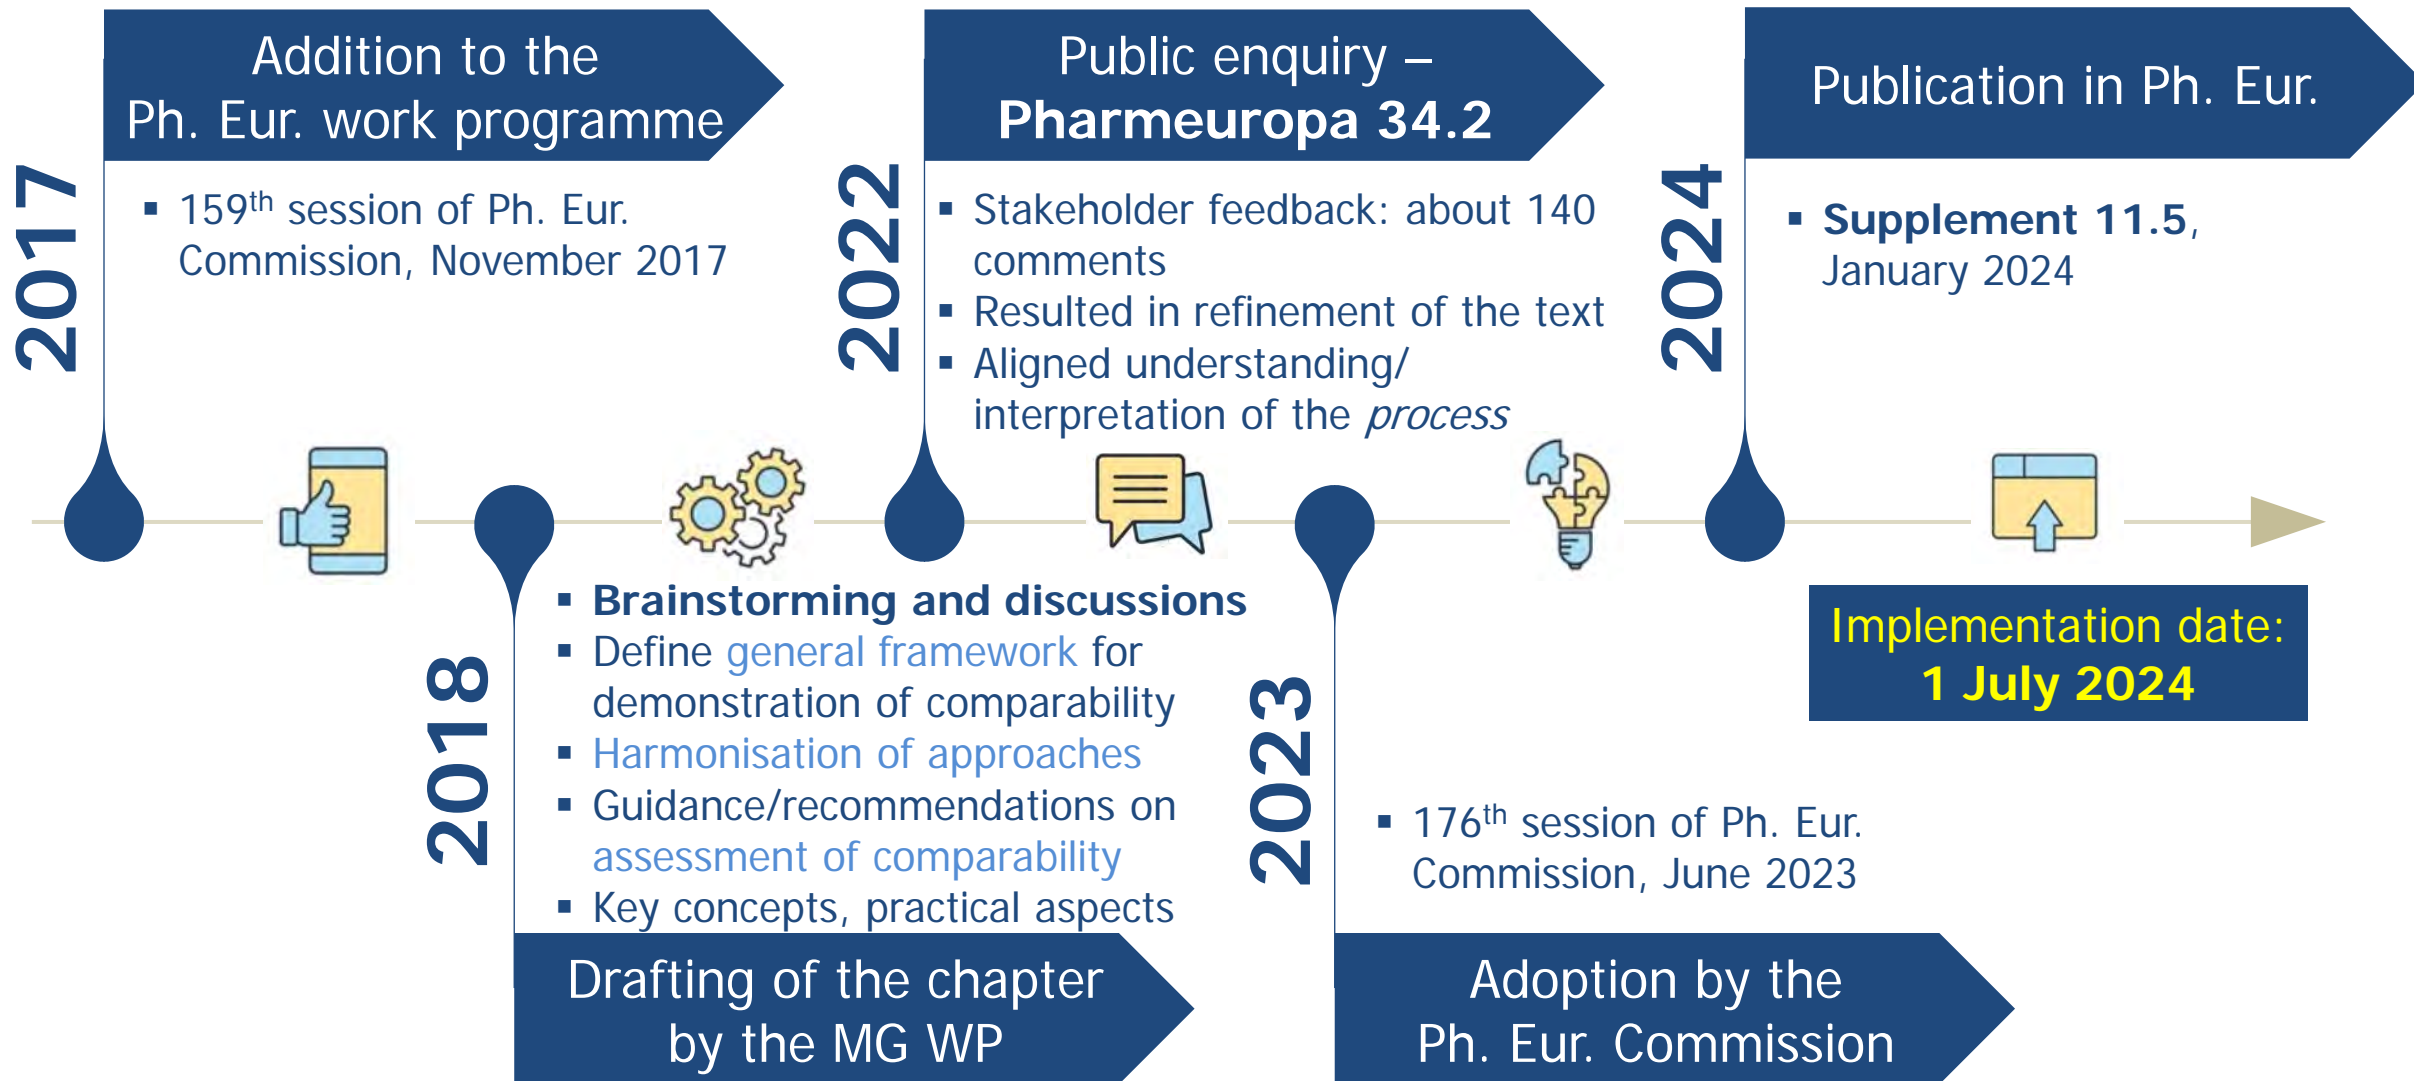 2017
Addition to the
Ph. Eur. work programme
▪ 159th session of Ph. Eur.
Commission, November 2017
2018
▪ Brainstorming and discussions
▪ Define general framework for
demonstration of comparability
▪ Harmonisation of approaches
▪ Guidance/recommendations on
assessment of comparability
▪ Key concepts, practical aspects
Drafting of the chapter
by the MG WP
2022
Public enquiry –
Pharmeuropa 34.2
▪ Stakeholder feedback: about 140
comments
▪ Resulted in refinement of the text
▪ Aligned understanding/
interpretation of the process
2023
▪ 176th session of Ph. Eur.
Commission, June 2023
Adoption by the
Ph. Eur. Commission
2024
Publication in Ph. Eur.
▪ Supplement 11.5,
January 2024
Implementation date:
1 July 2024